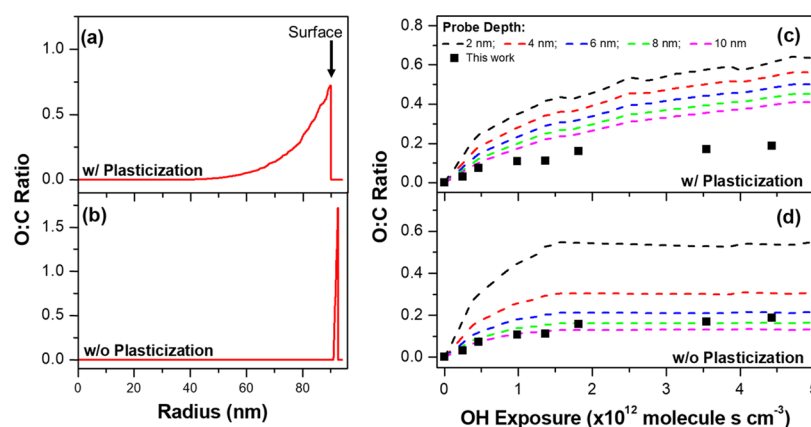 (a)
Surface
w/ Plasticization
1.0
0.5
0.0
(b)
w/o Plasticization
1.5
1.0
0.5
0.0
O:C Ratio
0 20 40 60 80
Radius (nm)
Probe Depth:
2 nm; 4 nm; 6 nm; 8 nm; 10 nm
This work
(c)
w/ Plasticization
0.8
0.6
0.4
0.2
0.0
(d)
w/o Plasticization
0.6
0.4
0.2
0.0
O:C Ratio
0 1 2 3 4 5
OH Exposure (x10¹² molecule s cm⁻³)